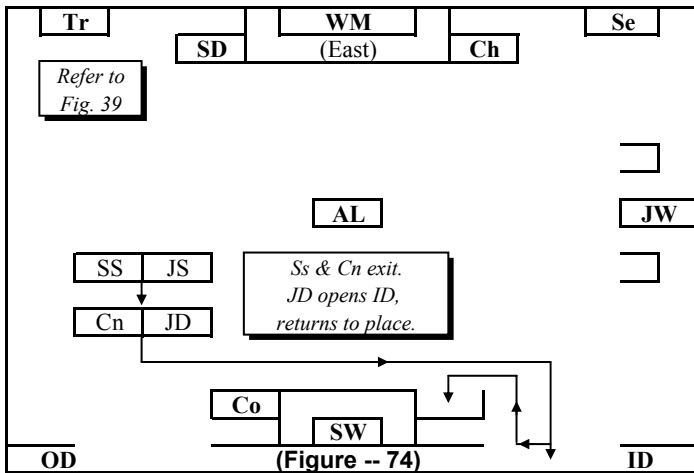 Tr WM Se
SD (East) Ch
Refer to
Fig. 39
AL JW
SS JS
Ss & Cn exit.
JD opens ID,
returns to place.
Cn JD
Co
SW
OD (Figure -- 74) ID